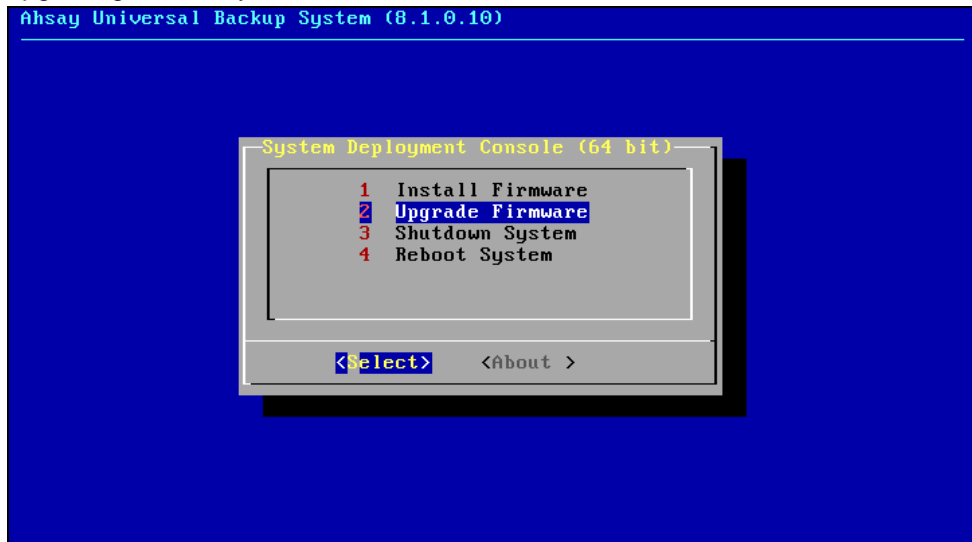 Ahsay Universal Backup System (8.1.0.10)
System Deployment Console (64 bit)
1 Install Firmware
2 Upgrade Firmware
3 Shutdown System
4 Reboot System
<Select> <About >